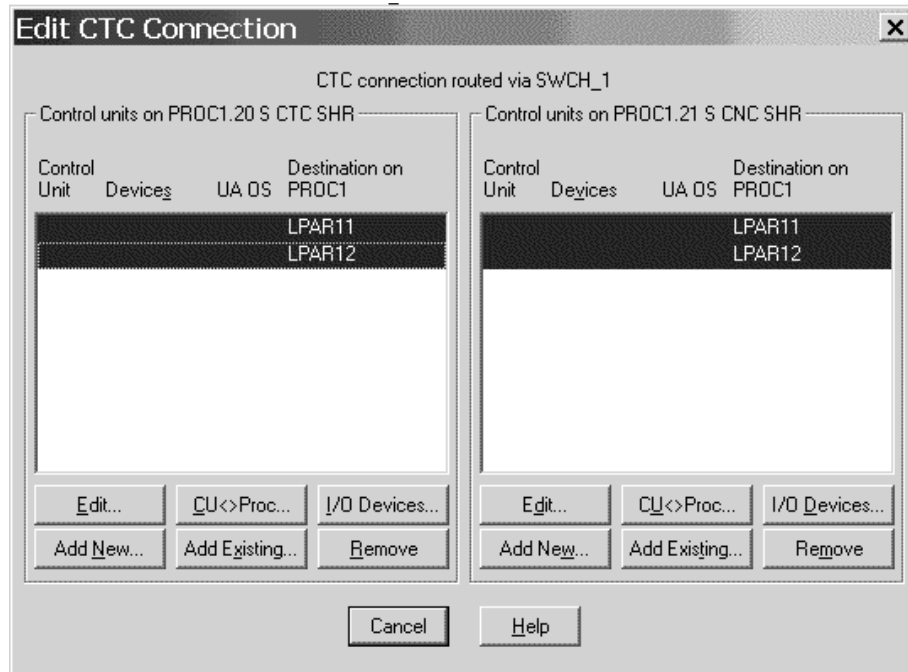 Edit CTC Connection
CTC connection routed via SWCH_1
Control units on PROC1.20 S CTC SHR
Control Unit Devices UA OS Destination on PROC1
LPAR11
LPAR12
Edit... CU<>Proc... I/O Devices...
Add New... Add Existing... Remove
Control units on PROC1.21 S CNC SHR
Control Unit Devices UA OS Destination on PROC1
LPAR11
LPAR12
Edit... CU<>Proc... I/O Devices...
Add New... Add Existing... Remove
Cancel Help